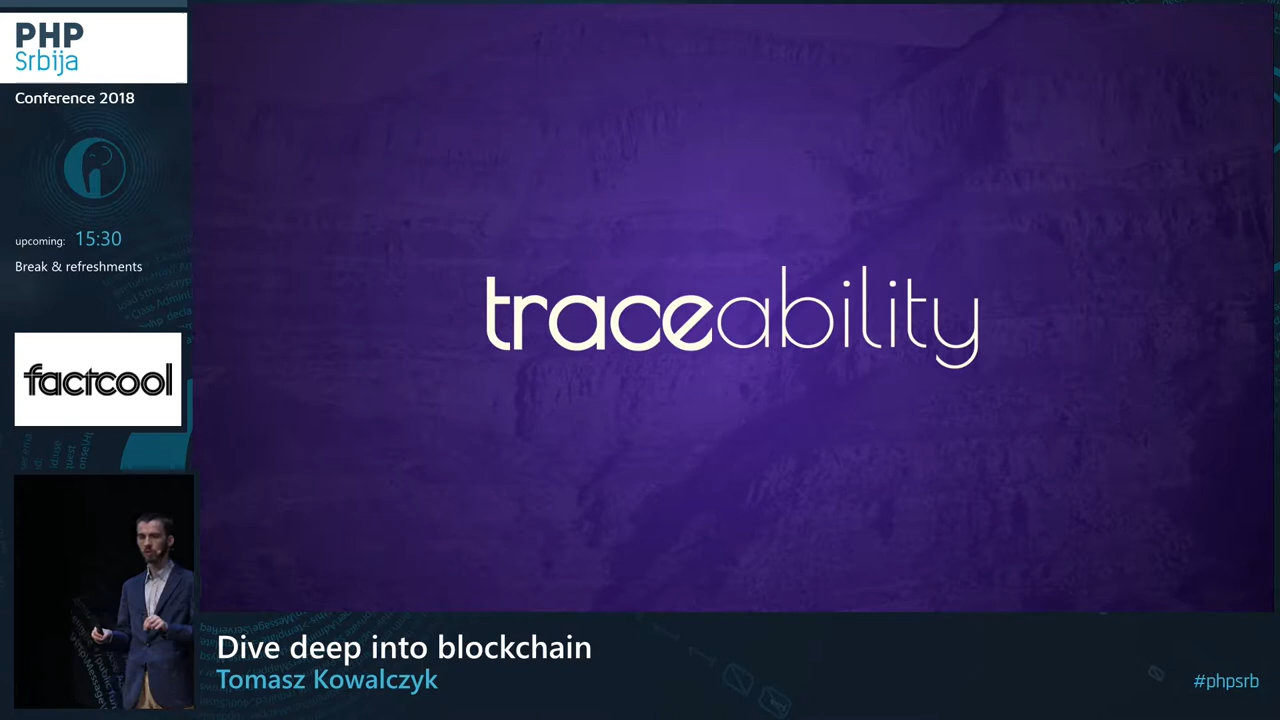 PHP
Srbija
Conference 2018
upcoming: 15:30
Break & refreshments
factcool
traceability
Dive deep into blockchain
Tomasz Kowalczyk
#phpsrb